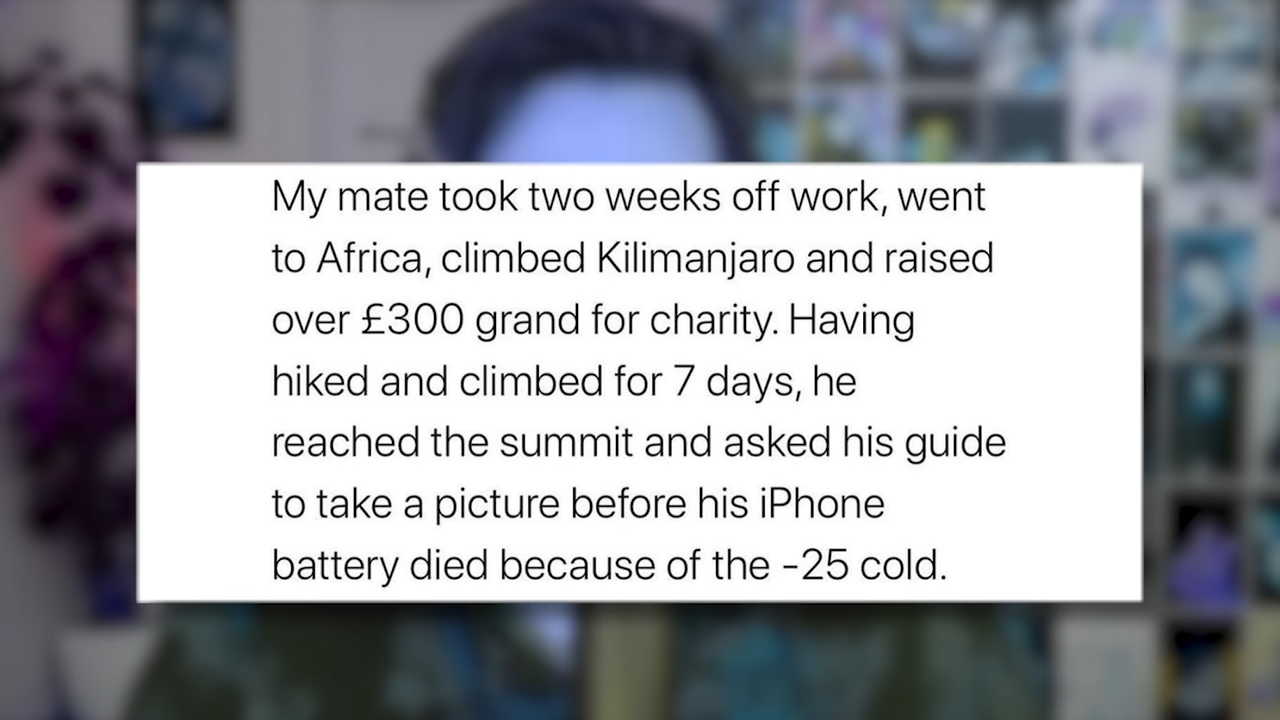 My mate took two weeks off work, went
to Africa, climbed Kilimanjaro and raised
over £300 grand for charity. Having
hiked and climbed for 7 days, he
reached the summit and asked his guide
to take a picture before his iPhone
battery died because of the -25 cold.